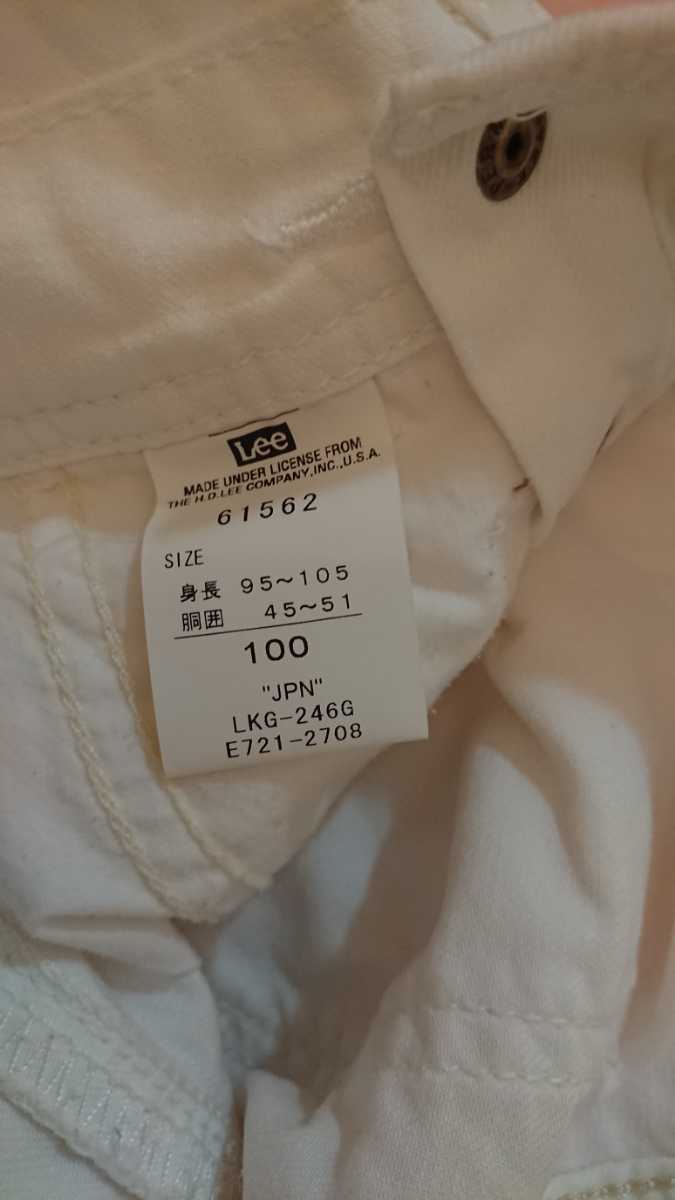 Lee
MADE UNDER LICENSE FROM
THE H.D.LEE COMPANY,INC.,U.S.A.
61562
SIZE
身長 95~105
胴囲 45~51
100
"JPN"
LKG-246G
E721-2708